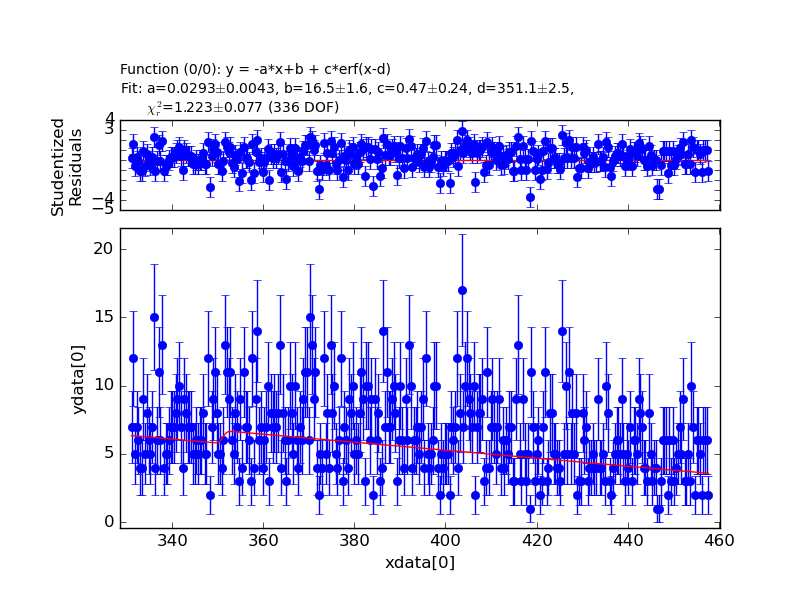 Function (0/0): y = -a*x+b + c*erf(x-d)
Fit: a=0.0293±0.0043, b=16.5±1.6, c=0.47±0.24, d=351.1±2.5,
χ²ᵣ=1.223±0.077 (336 DOF)
Studentized
Residuals
4
3
−4
−5
ydata[0]
20
15
10
5
0
340
360
380
400
420
440
460
xdata[0]